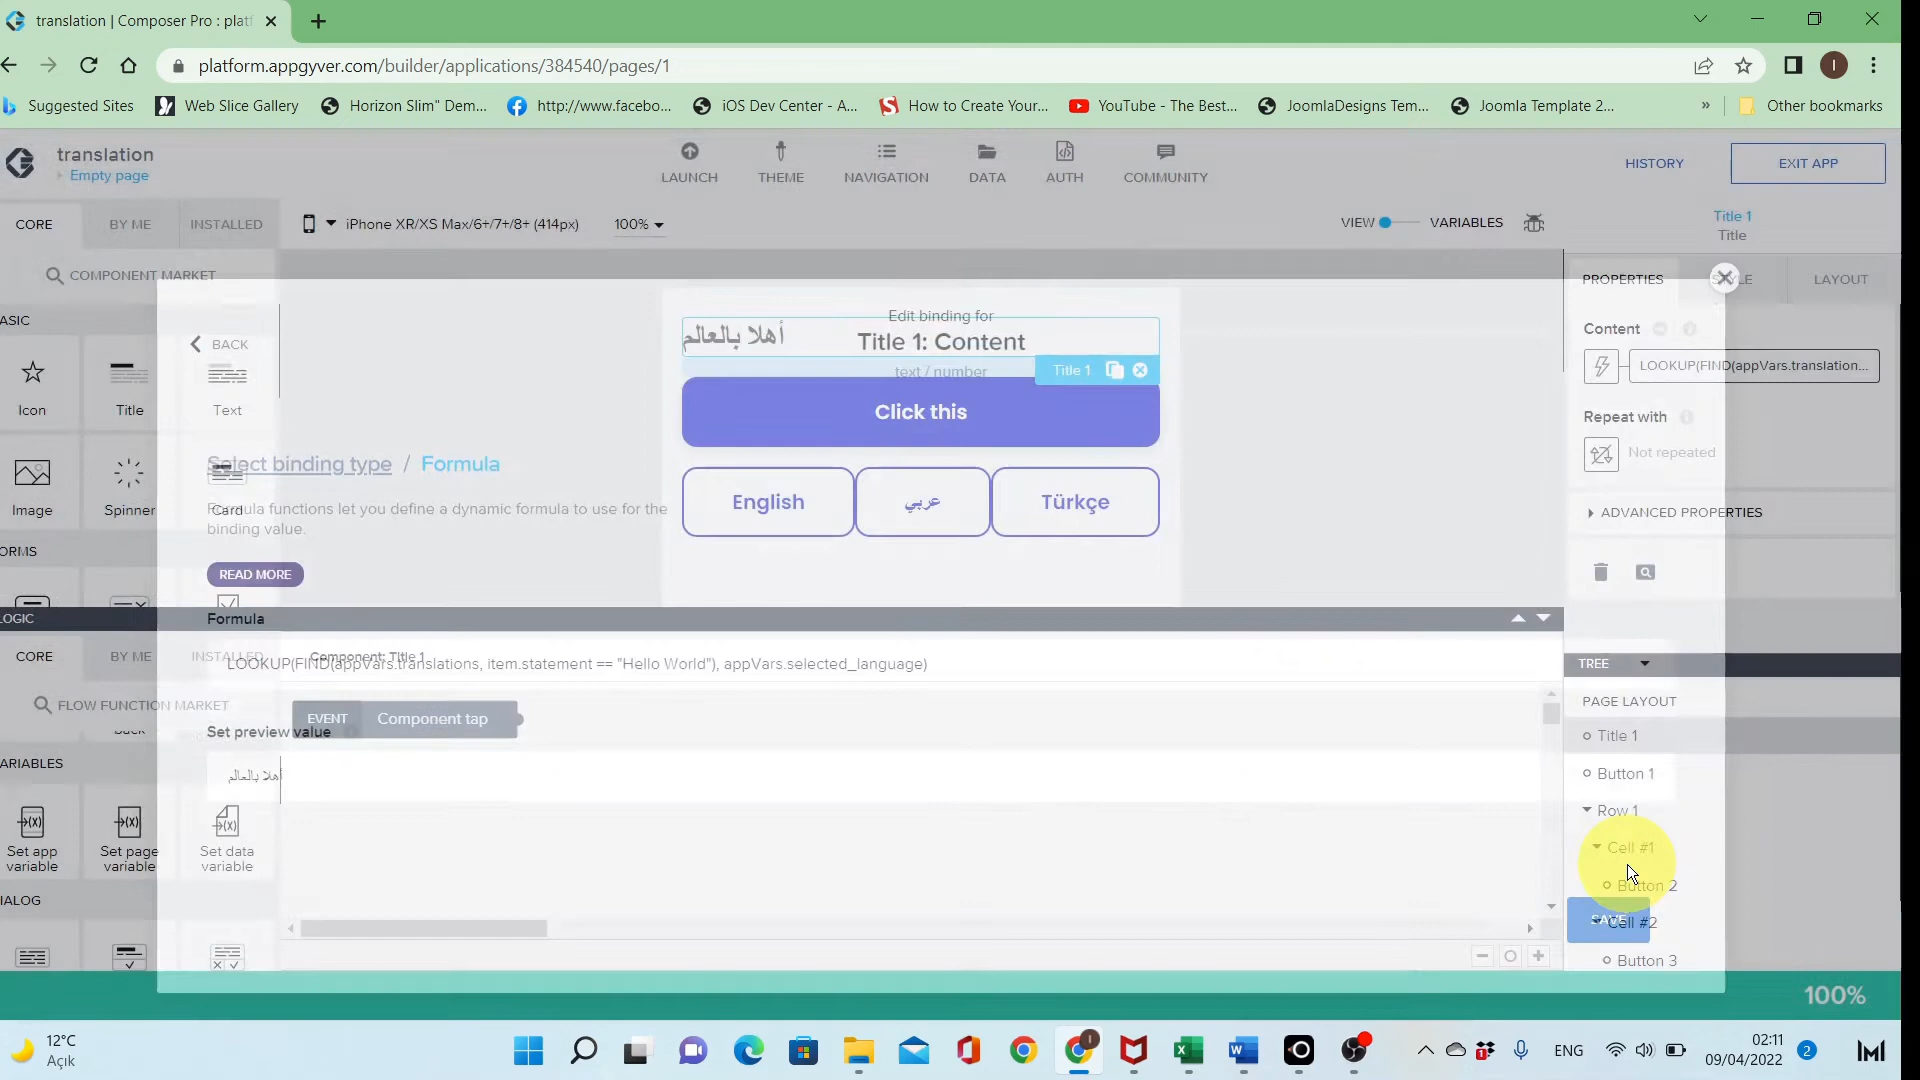 translation | Composer Pro : platf
platform.appgyver.com/builder/applications/384540/pages/1
I
Suggested Sites
Web Slice Gallery
Horizon Slim" Dem...
http://www.facebo...
iOS Dev Center - A...
How to Create Your...
YouTube - The Best...
JoomlaDesigns Tem...
Joomla Template 2...
»
Other bookmarks
translation
Empty page
LAUNCH
THEME
NAVIGATION
DATA
AUTH
COMMUNITY
HISTORY
EXIT APP
CORE
BY ME
INSTALLED
iPhone XR/XS Max/6+/7+/8+ (414px)
100%
VIEW
VARIABLES
Title 1
Title
COMPONENT MARKET
PROPERTIES
STYLE
LAYOUT
ASIC
BACK
Edit binding for
Title 1: Content
text / number
أهلا بالعالم
Title 1
Content
LOOKUP(FIND(appVars.translation...
Icon
Title
Text
Click this
Repeat with
Not repeated
Select binding type / Formula
Formula functions let you define a dynamic formula to use for the
binding value.
READ MORE
English
عربي
Türkçe
Image
Spinner
Card
ADVANCED PROPERTIES
ORMS
OGIC
Formula
CORE
BY ME
INSTALLED
Component: Title 1
LOOKUP(FIND(appVars.translations, item.statement == "Hello World"), appVars.selected_language)
TREE
FLOW FUNCTION MARKET
EVENT
Component tap
Set preview value
أهلا بالعالم
PAGE LAYOUT
Title 1
Button 1
Row 1
Cell #1
Button 2
Cell #2
Button 3
SAVE
ARIABLES
Set app
variable
Set page
variable
Set data
variable
IALOG
100%
12°C
Açık
ENG
02:11
09/04/2022
2